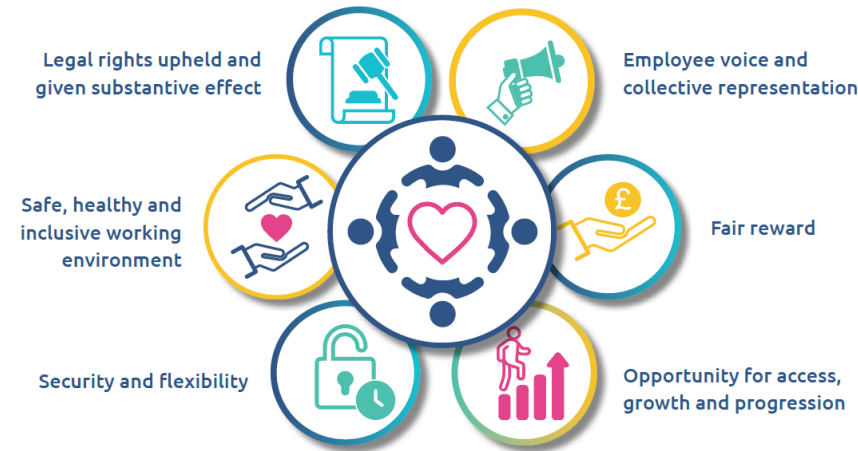 Legal rights upheld and
given substantive effect
Employee voice and
collective representation
Safe, healthy and
inclusive working
environment
£
Fair reward
Security and flexibility
Opportunity for access,
growth and progression